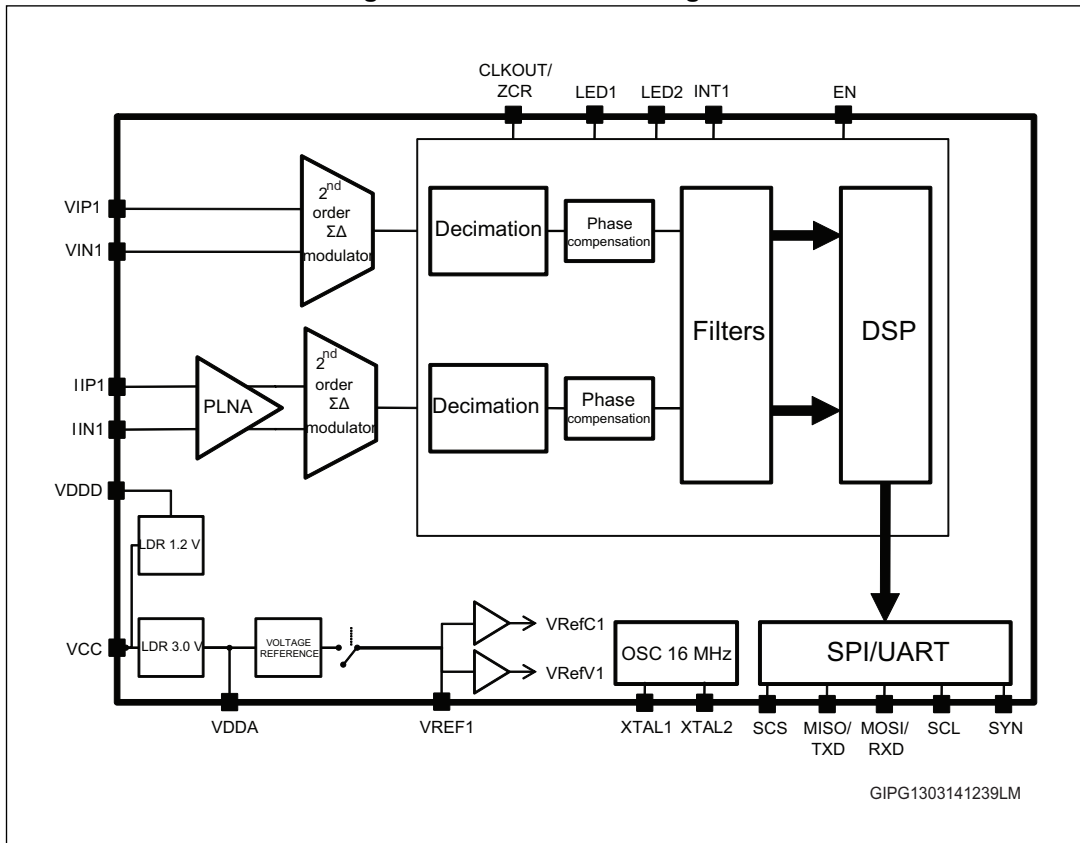 CLKOUT/
ZCR
LED1
LED2
INT1
EN
VIP1
VIN1
2nd
order
ΣΔ
modulator
Decimation
Phase
compensation
Filters
DSP
IIP1
IIN1
PLNA
2nd
order
ΣΔ
modulator
Decimation
Phase
compensation
VDDD
LDR 1.2 V
VCC
LDR 3.0 V
VOLTAGE
REFERENCE
VRefC1
VRefV1
OSC 16 MHz
SPI/UART
VDDA
VREF1
XTAL1
XTAL2
SCS
MISO/
TXD
MOSI/
RXD
SCL
SYN
GIPG1303141239LM